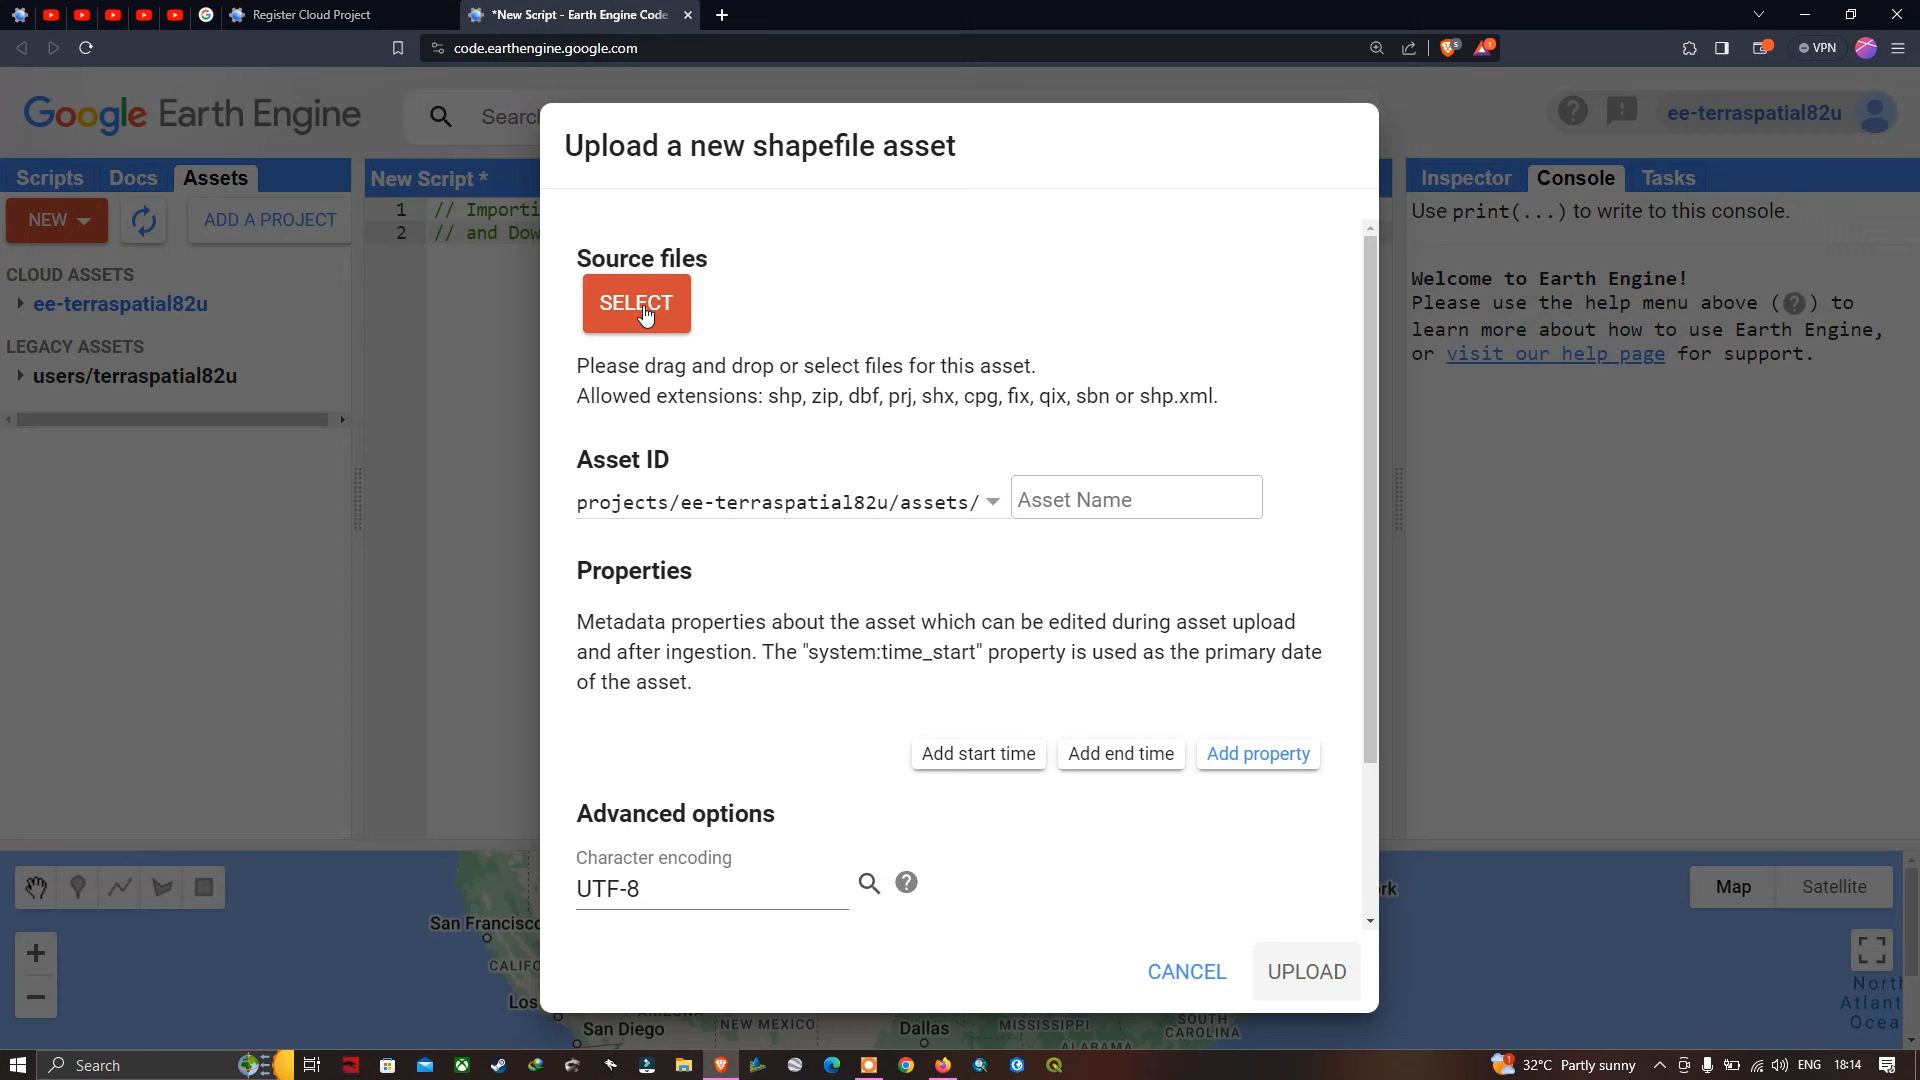 Register Cloud Project
*New Script - Earth Engine Code
code.earthengine.google.com
VPN
Google Earth Engine
Searc
ee-terraspatial82u
Upload a new shapefile asset
Scripts
Docs
Assets
New Script *
Inspector
Console
Tasks
NEW
ADD A PROJECT
1 // Importi
2 // and Dow
Use print(...) to write to this console.
Welcome to Earth Engine!
Please use the help menu above (?) to
learn more about how to use Earth Engine,
or visit our help page for support.
CLOUD ASSETS
ee-terraspatial82u
LEGACY ASSETS
users/terraspatial82u
Source files
SELECT
Please drag and drop or select files for this asset.
Allowed extensions: shp, zip, dbf, prj, shx, cpg, fix, qix, sbn or shp.xml.
Asset ID
projects/ee-terraspatial82u/assets/
Asset Name
Properties
Metadata properties about the asset which can be edited during asset upload
and after ingestion. The "system:time_start" property is used as the primary date
of the asset.
Add start time
Add end time
Add property
Advanced options
Character encoding
UTF-8
CANCEL
UPLOAD
San Francisc
CALIFO
Los
San Diego
NEW MEXICO
Dallas
MISSISSIPPI
ALABAMA
SOUTH
CAROLINA
rk
Map
Satellite
North
Atlant
Ocea
Search
32°C Partly sunny
ENG
18:14